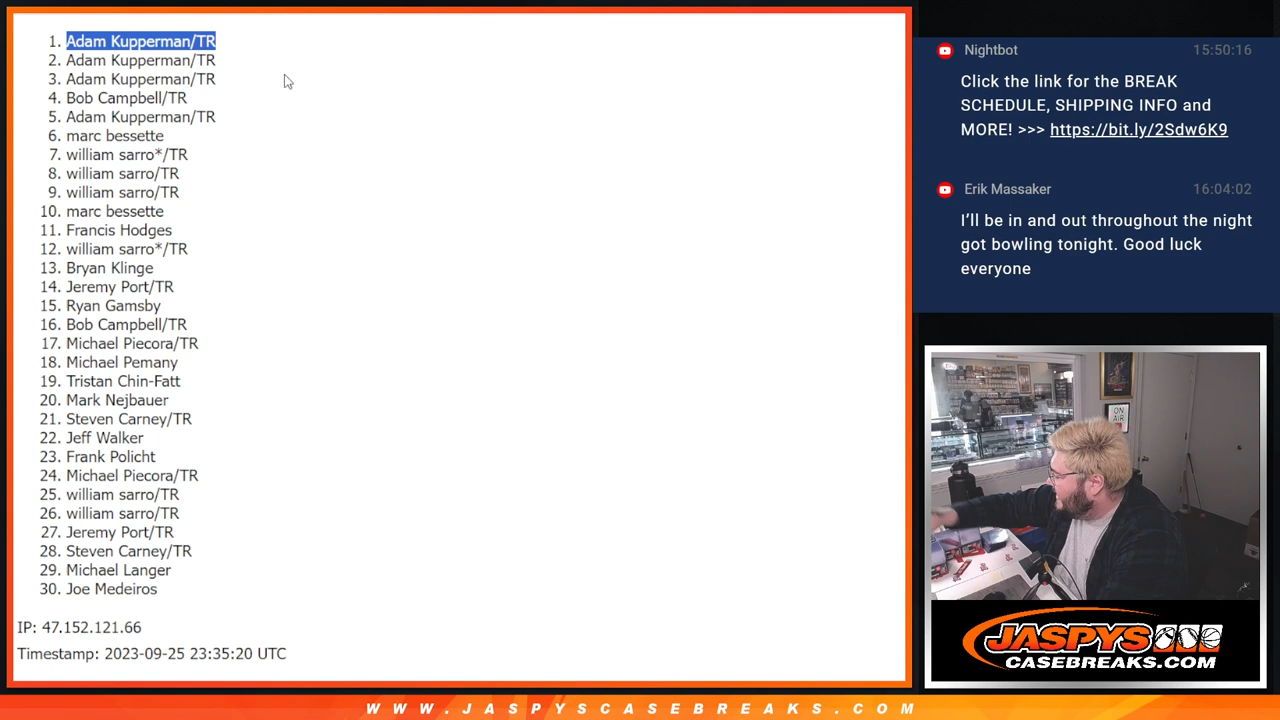 1. Adam Kupperman/TR
2. Adam Kupperman/TR
3. Adam Kupperman/TR
4. Bob Campbell/TR
5. Adam Kupperman/TR
6. marc bessette
7. william sarro*/TR
8. william sarro/TR
9. william sarro/TR
10. marc bessette
11. Francis Hodges
12. william sarro*/TR
13. Bryan Klinge
14. Jeremy Port/TR
15. Ryan Gamsby
16. Bob Campbell/TR
17. Michael Piecora/TR
18. Michael Pemany
19. Tristan Chin-Fatt
20. Mark Nejbauer
21. Steven Carney/TR
22. Jeff Walker
23. Frank Policht
24. Michael Piecora/TR
25. william sarro/TR
26. william sarro/TR
27. Jeremy Port/TR
28. Steven Carney/TR
29. Michael Langer
30. Joe Medeiros
IP: 47.152.121.66
Timestamp: 2023-09-25 23:35:20 UTC
Nightbot 15:50:16
Click the link for the BREAK
SCHEDULE, SHIPPING INFO and
MORE! >>> https://bit.ly/2Sdw6K9
Erik Massaker 16:04:02
I’ll be in and out throughout the night
got bowling tonight. Good luck
everyone
ON
AIR
JASPYS
CASEBREAKS.COM
WWW.JASPYSCASEBREAKS.COM